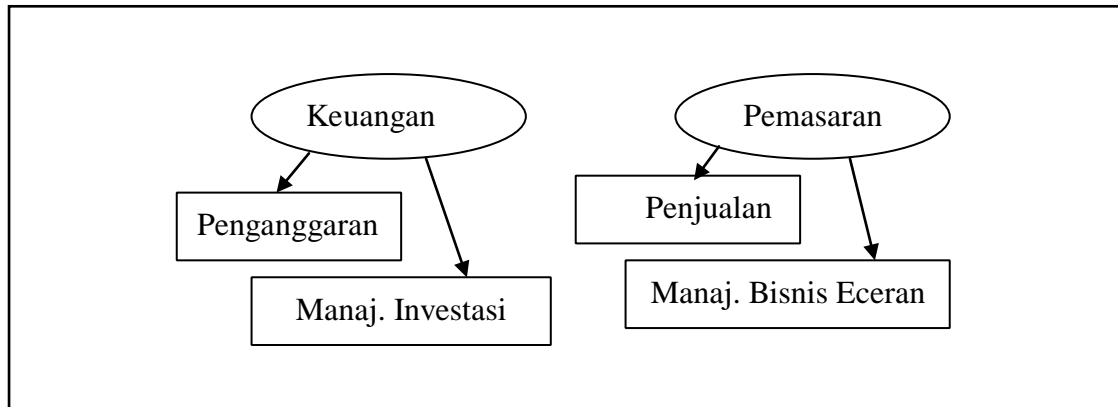 Keuangan
Penganggaran
Manaj. Investasi
Pemasaran
Penjualan
Manaj. Bisnis Eceran